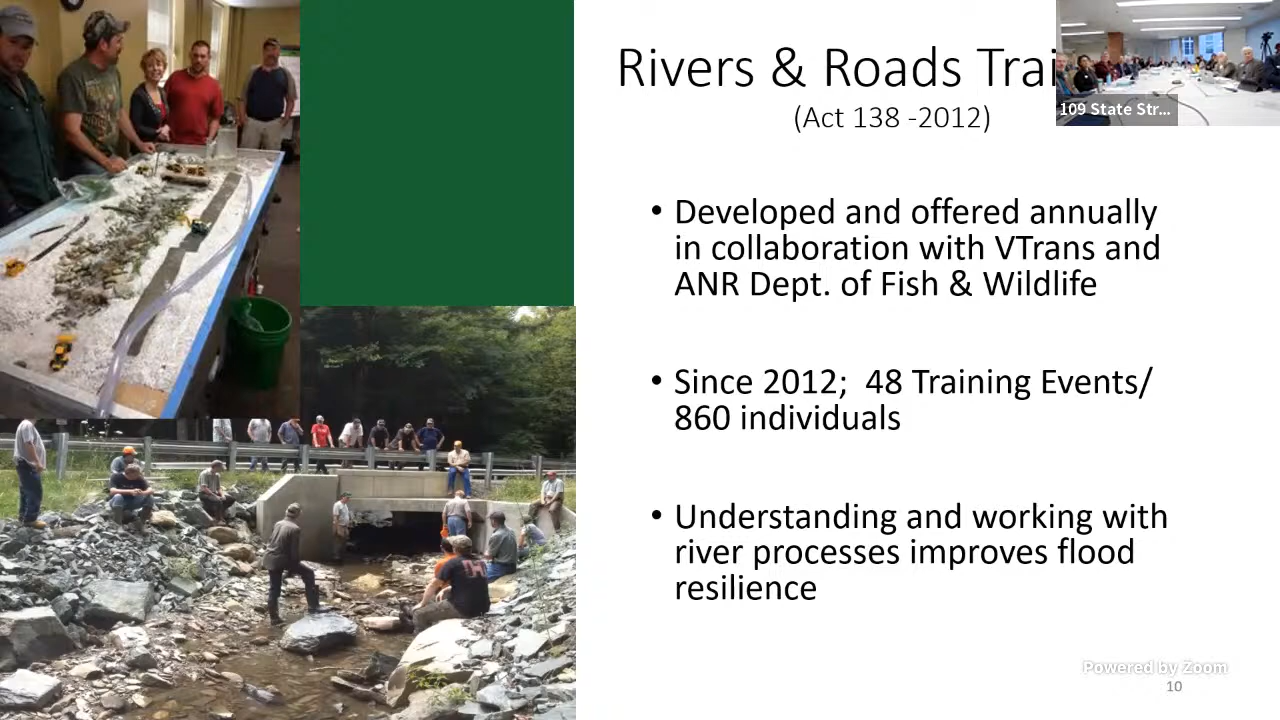 Rivers & Roads Trai
(Act 138 -2012)
109 State Str...
• Developed and offered annually
in collaboration with VTrans and
ANR Dept. of Fish & Wildlife
• Since 2012;  48 Training Events/
860 individuals
• Understanding and working with
river processes improves flood
resilience
Powered by Zoom
10